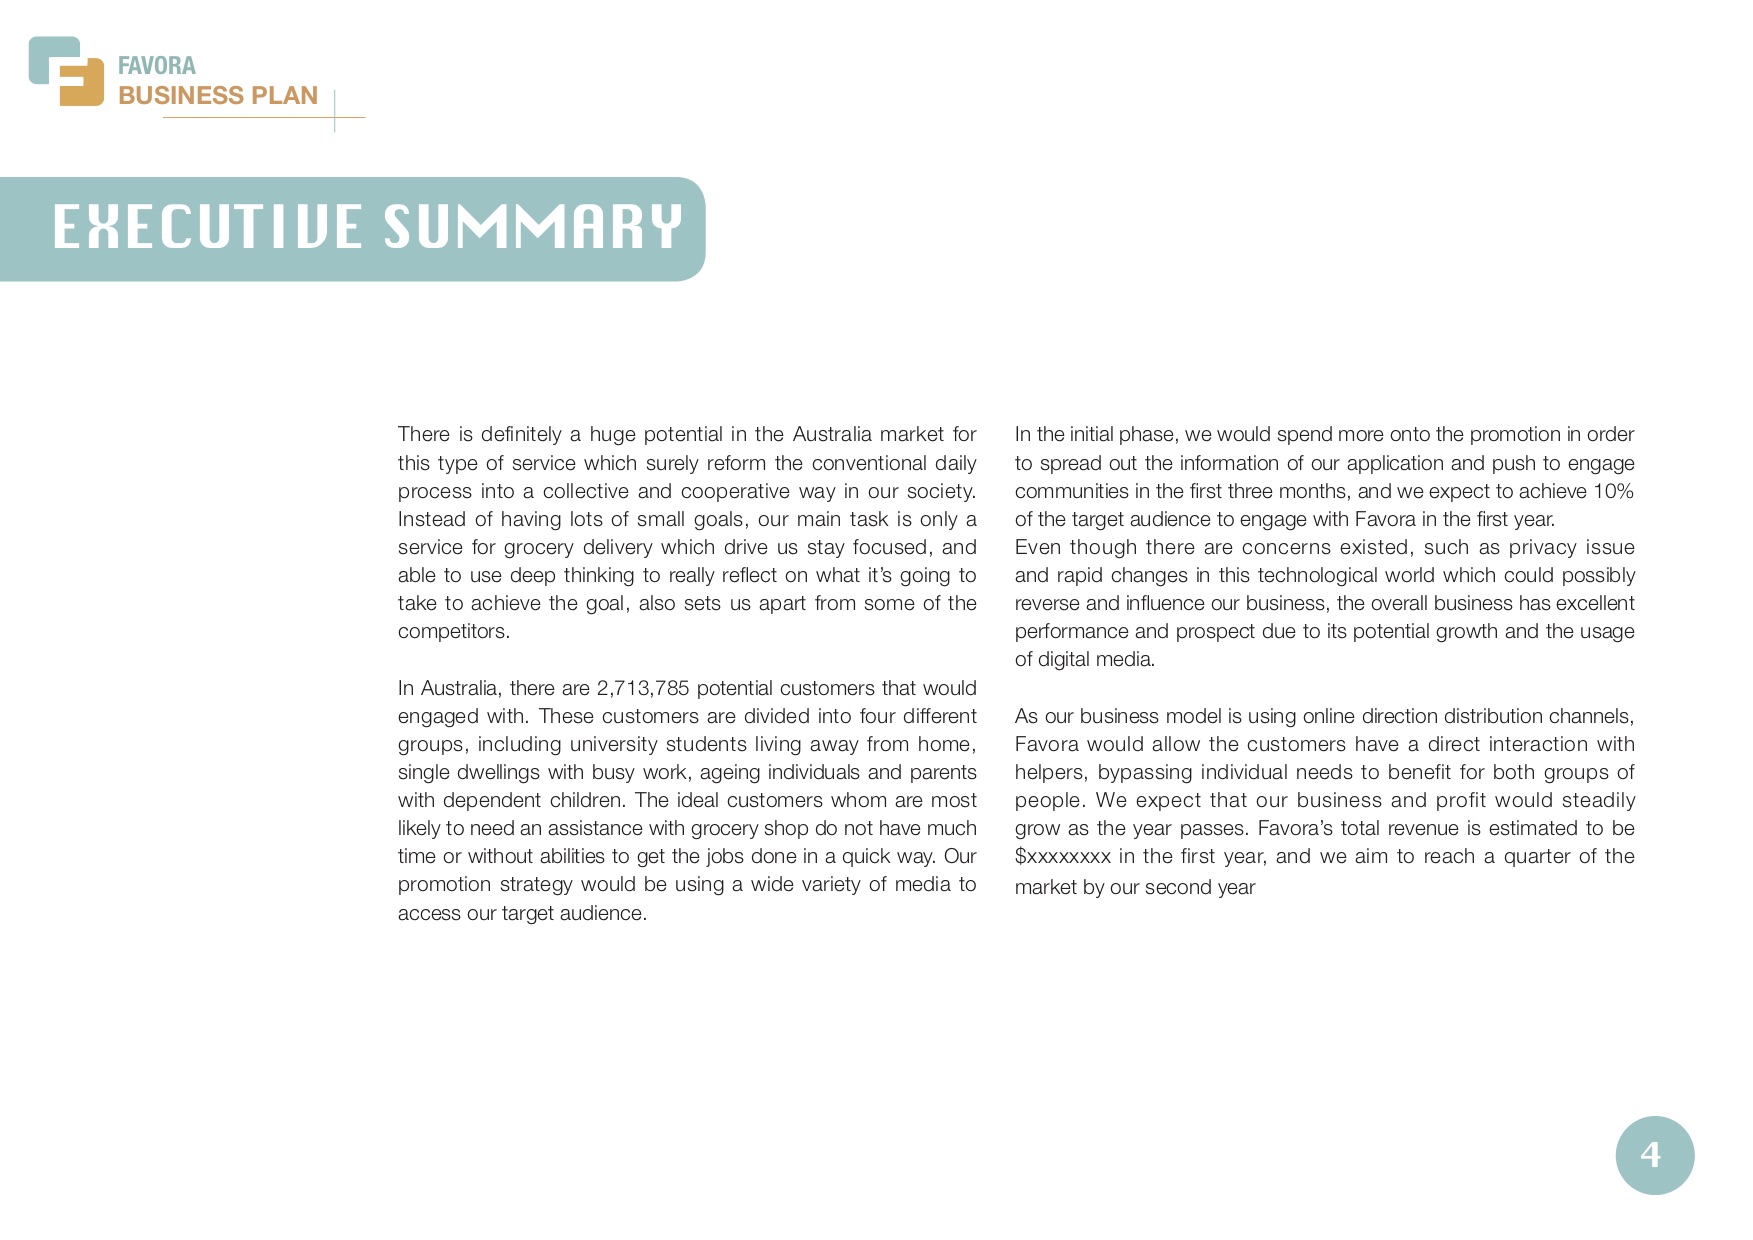 FAVORA
BUSINESS PLAN
EXECUTIVE SUMMARY
There is definitely a huge potential in the Australia market for
this type of service which surely reform the conventional daily
process into a collective and cooperative way in our society.
Instead of having lots of small goals, our main task is only a
service for grocery delivery which drive us stay focused, and
able to use deep thinking to really reflect on what it’s going to
take to achieve the goal, also sets us apart from some of the
competitors.
In Australia, there are 2,713,785 potential customers that would
engaged with. These customers are divided into four different
groups, including university students living away from home,
single dwellings with busy work, ageing individuals and parents
with dependent children. The ideal customers whom are most
likely to need an assistance with grocery shop do not have much
time or without abilities to get the jobs done in a quick way. Our
promotion strategy would be using a wide variety of media to
access our target audience.
In the initial phase, we would spend more onto the promotion in order
to spread out the information of our application and push to engage
communities in the first three months, and we expect to achieve 10%
of the target audience to engage with Favora in the first year.
Even though there are concerns existed, such as privacy issue
and rapid changes in this technological world which could possibly
reverse and influence our business, the overall business has excellent
performance and prospect due to its potential growth and the usage
of digital media.
As our business model is using online direction distribution channels,
Favora would allow the customers have a direct interaction with
helpers, bypassing individual needs to benefit for both groups of
people. We expect that our business and profit would steadily
grow as the year passes. Favora’s total revenue is estimated to be
$xxxxxxxx in the first year, and we aim to reach a quarter of the
market by our second year
4